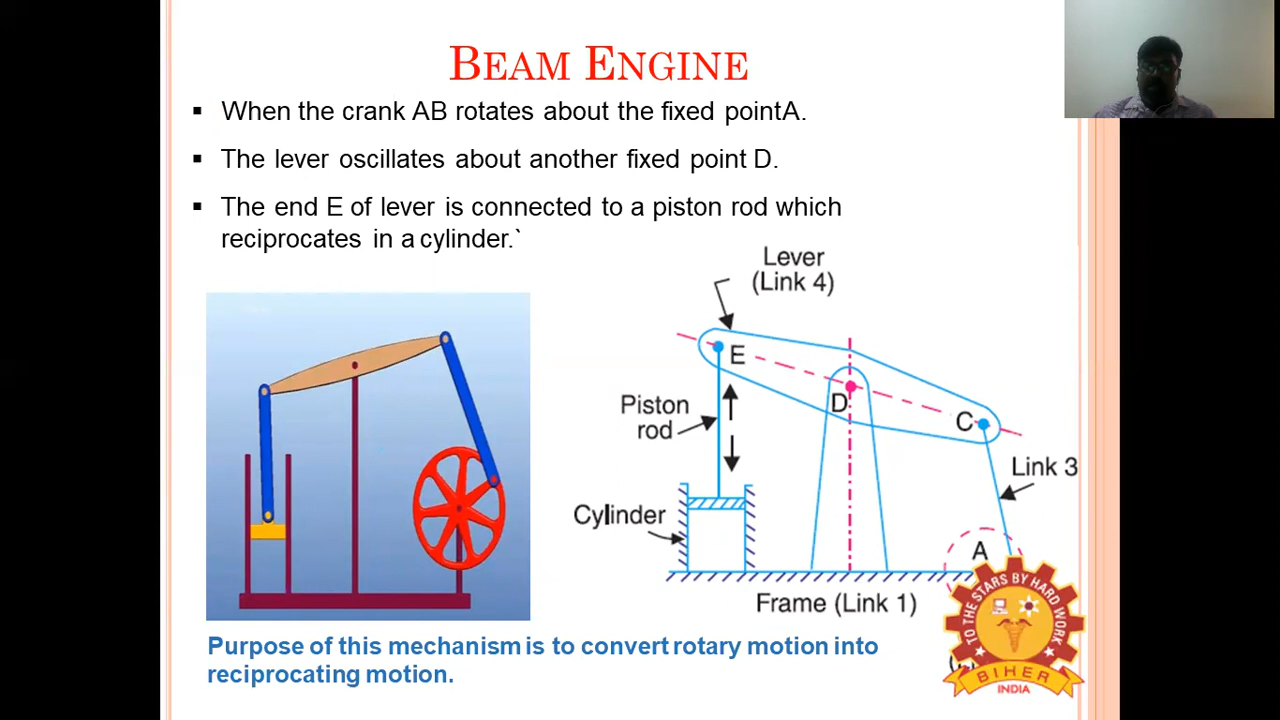 BEAM ENGINE
▪ When the crank AB rotates about the fixed pointA.
▪ The lever oscillates about another fixed point D.
▪ The end E of lever is connected to a piston rod which
reciprocates in a cylinder.`
Lever
(Link 4)
E
D
C
Piston
rod
Link 3
Cylinder
A
Frame (Link 1)
TO THE STARS BY HARD WORK
BIHER
INDIA
Purpose of this mechanism is to convert rotary motion into
reciprocating motion.